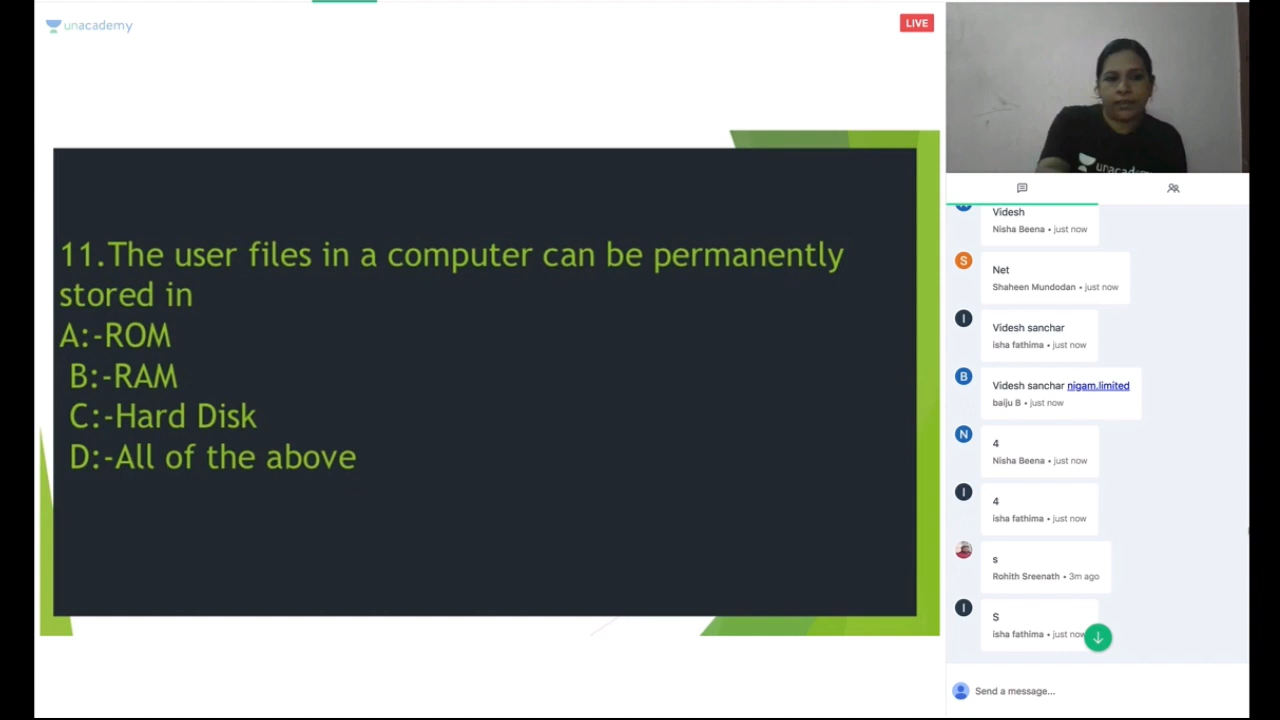 unacademy
LIVE
11.The user files in a computer can be permanently
stored in
A:-ROM
B:-RAM
C:-Hard Disk
D:-All of the above
unacademy
Videsh
Nisha Beena • just now
S
Net
Shaheen Mundodan • just now
I
Videsh sanchar
isha fathima • just now
B
Videsh sanchar nigam.limited
baiju B • just now
N
4
Nisha Beena • just now
I
4
isha fathima • just now
s
Rohith Sreenath • 3m ago
I
S
isha fathima • just now
Send a message...